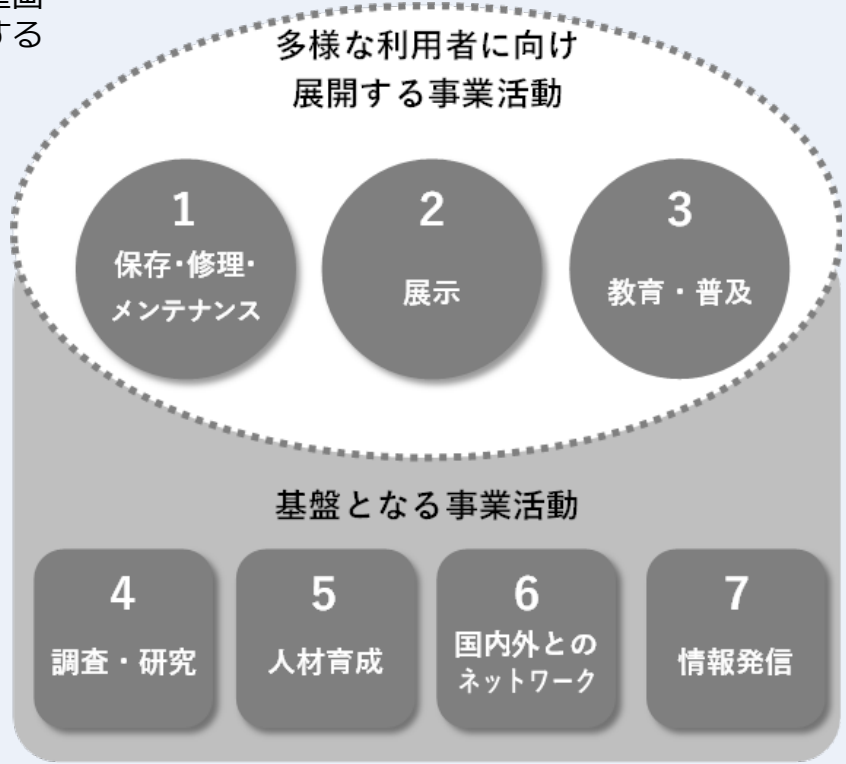 する
多様な利用者に向け
展開する事業活動
1
保存・修理・
メンテナンス
2
展示
3
教育・普及
基盤となる事業活動
4
調査・研究
5
人材育成
6
国内外との
ネットワーク
7
情報発信